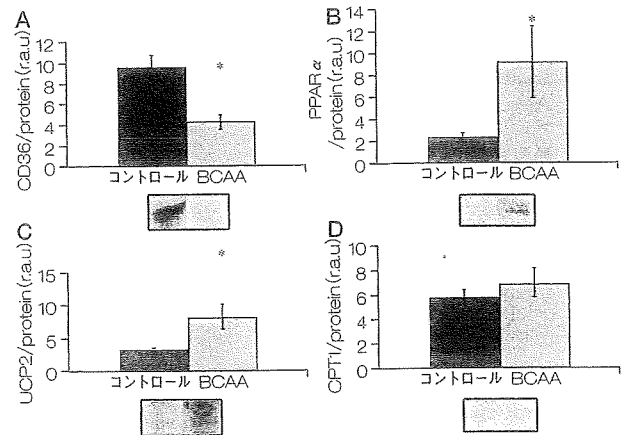 A
CD36/protein(r.a.u)
12
10
8
6
4
2
0
*
コントロール BCAA
B
PPARα
/protein(r.a.u)
14
12
10
8
6
4
2
0
*
コントロール BCAA
C
UCP2/protein(r.a.u)
15
10
5
0
*
コントロール BCAA
D
CPT1/protein(r.a.u)
10
8
6
4
2
0
コントロール BCAA